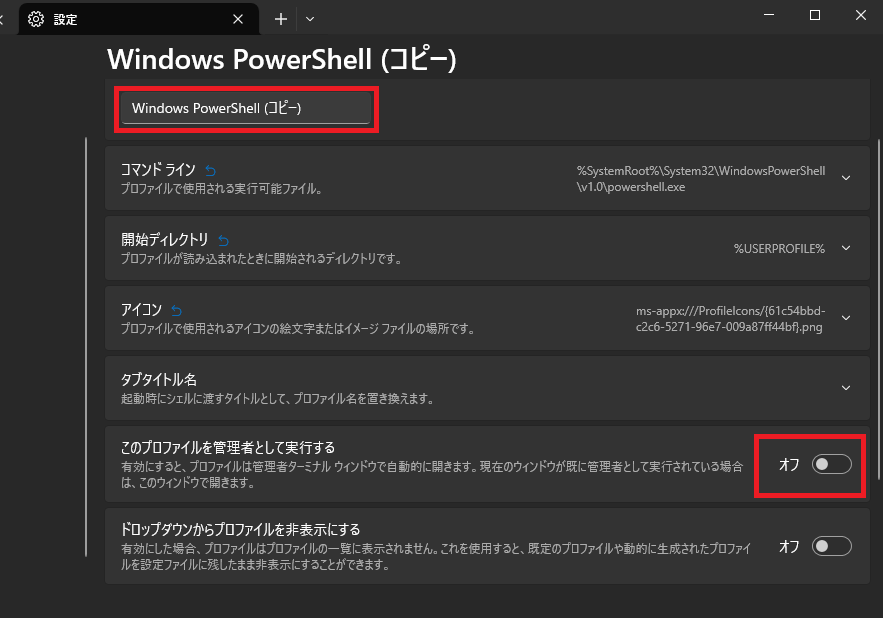 設定
Windows PowerShell (コピー)
Windows PowerShell (コピー)
コマンド ライン
プロファイルで使用される実行可能ファイル。
%SystemRoot%\System32\WindowsPowerShell
\v1.0\powershell.exe
開始ディレクトリ
プロファイルが読み込まれたときに開始されるディレクトリです。
%USERPROFILE%
アイコン
プロファイルで使用されるアイコンの絵文字またはイメージ ファイルの場所です。
ms-appx:///ProfileIcons/{61c54bbd-
c2c6-5271-96e7-009a87ff44bf}.png
タブタイトル名
起動時にシェルに渡すタイトルとして、プロファイル名を置き換えます。
このプロファイルを管理者として実行する
有効にすると、プロファイルは管理者ターミナル ウィンドウで自動的に開きます。現在のウィンドウが既に管理者として実行されている場合
は、このウィンドウで開きます。
オフ
ドロップダウンからプロファイルを非表示にする
有効にした場合、プロファイルはプロファイルの一覧に表示されません。これを使用すると、既定のプロファイルや動的に生成されたプロファイ
ルを設定ファイルに残したまま非表示にすることができます。
オフ